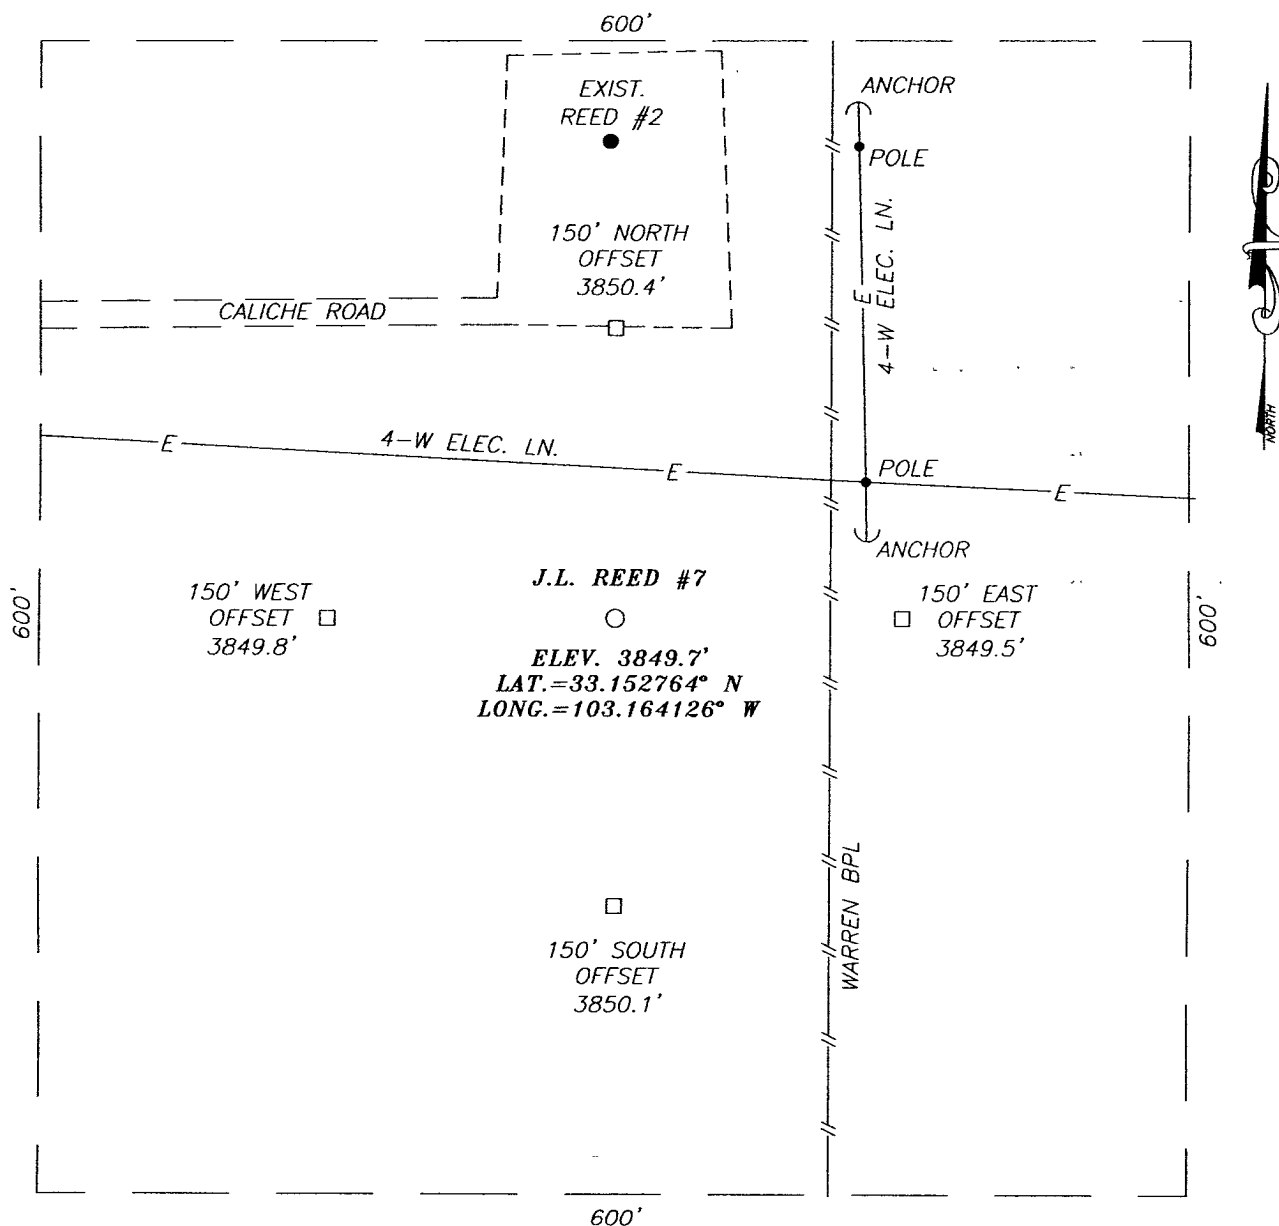 600'
EXIST.
REED #2
ANCHOR
POLE
150' NORTH
OFFSET
3850.4'
4-W ELEC. LN.
E
CALICHE ROAD
NORTH
4-W ELEC. LN.
E
E
POLE
E
ANCHOR
600'
150' WEST
OFFSET
3849.8'
J.L. REED #7
ELEV. 3849.7'
LAT.=33.152764° N
LONG.=103.164126° W
150' EAST
OFFSET
3849.5'
600'
WARREN BPL
150' SOUTH
OFFSET
3850.1'
600'